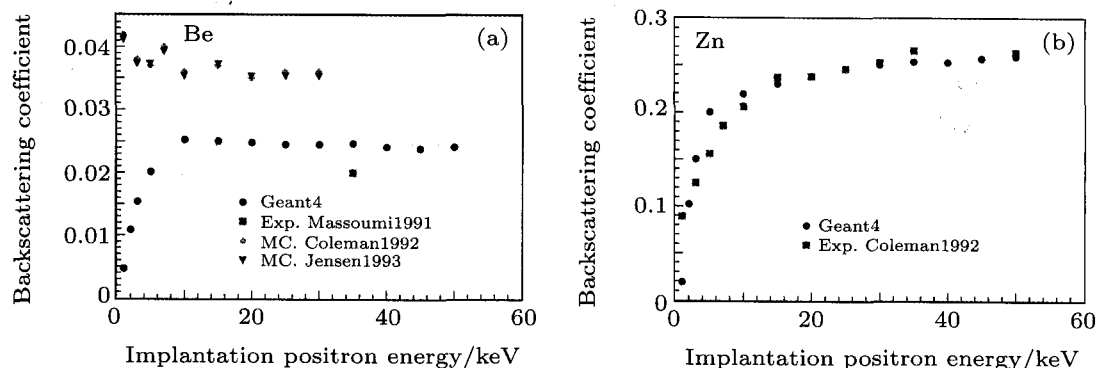 Be
(a)
Backscattering coefficient
0.04
0.03
0.02
0.01
0
Geant4
Exp. Massoumi1991
MC. Coleman1992
MC. Jensen1993
0 20 40 60
Implantation positron energy/keV
Zn
(b)
Backscattering coefficient
0.3
0.2
0.1
0
Geant4
Exp. Coleman1992
0 20 40 60
Implantation positron energy/keV